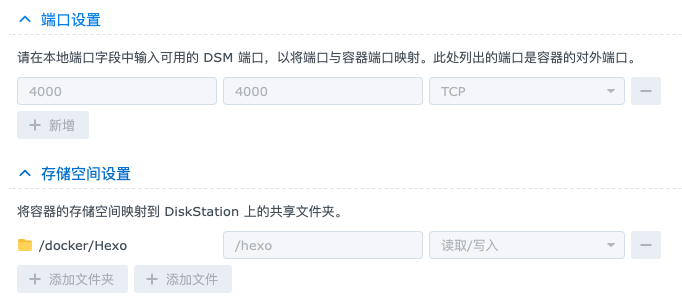 端口设置
请在本地端口字段中输入可用的 DSM 端口，以将端口与容器端口映射。此处列出的端口是容器的对外端口。
4000 4000 TCP
新增
存储空间设置
将容器的存储空间映射到 DiskStation 上的共享文件夹。
/docker/Hexo /hexo 读取/写入
添加文件夹 添加文件